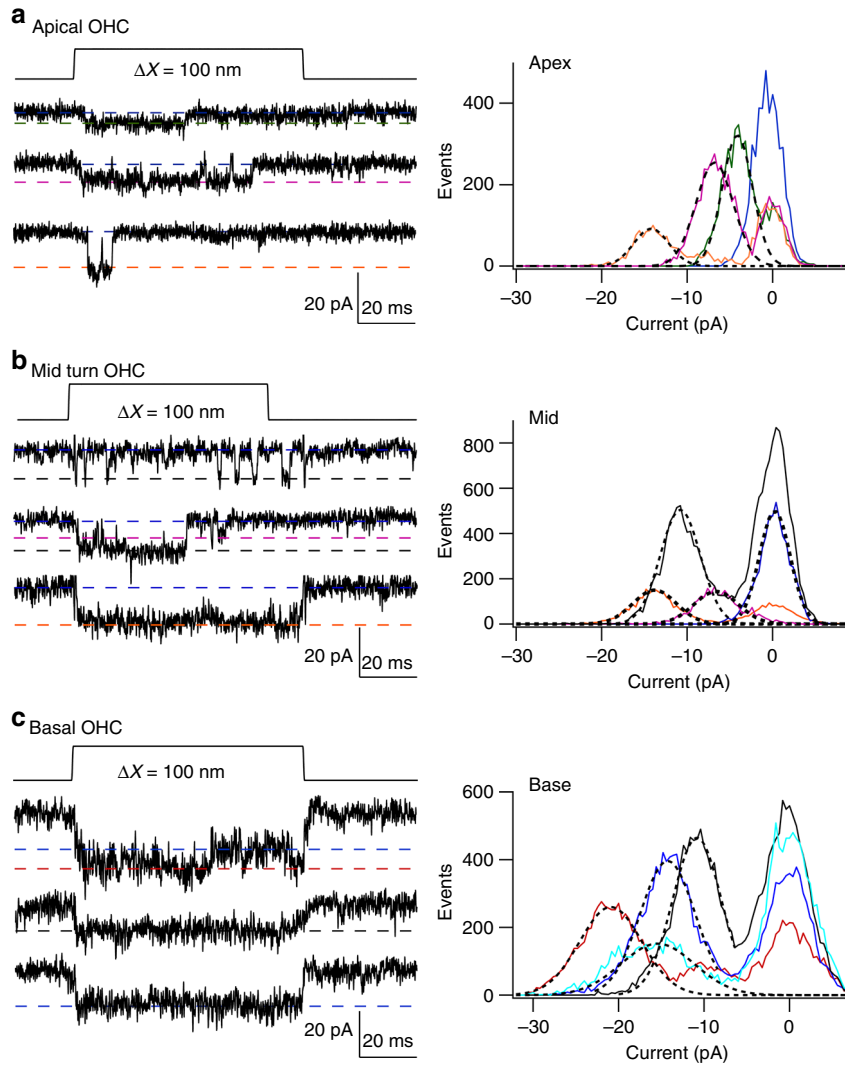 a Apical OHC
ΔX = 100 nm
20 pA 20 ms
Apex
Events
400
200
0
–30 –20 –10 0
Current (pA)
b Mid turn OHC
ΔX = 100 nm
20 pA 20 ms
Mid
Events
800
600
400
200
0
–30 –20 –10 0
Current (pA)
c Basal OHC
ΔX = 100 nm
20 pA 20 ms
Base
Events
600
400
200
0
–30 –20 –10 0
Current (pA)